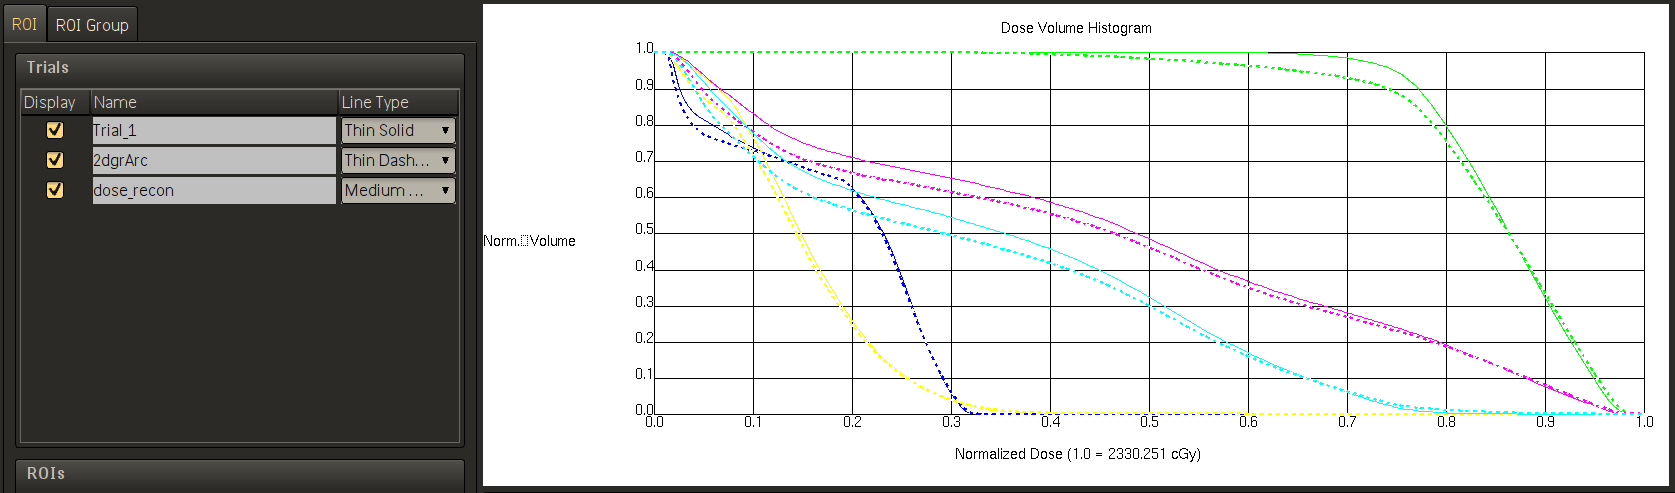 ROI
ROI Group
Trials
Display Name Line Type
Trial_1 Thin Solid
2dgrArc Thin Dash...
dose_recon Medium ...
ROIs
Dose Volume Histogram
1.0
0.9
0.8
0.7
0.6
0.5
Norm. Volume
0.4
0.3
0.2
0.1
0.0
0.0 0.1 0.2 0.3 0.4 0.5 0.6 0.7 0.8 0.9 1.0
Normalized Dose (1.0 = 2330.251 cGy)